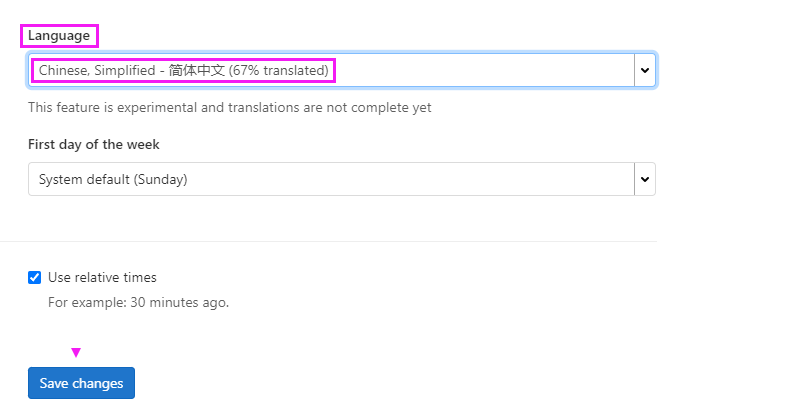 Language
Chinese, Simplified - 简体中文 (67% translated)
This feature is experimental and translations are not complete yet
First day of the week
System default (Sunday)
Use relative times
For example: 30 minutes ago.
Save changes